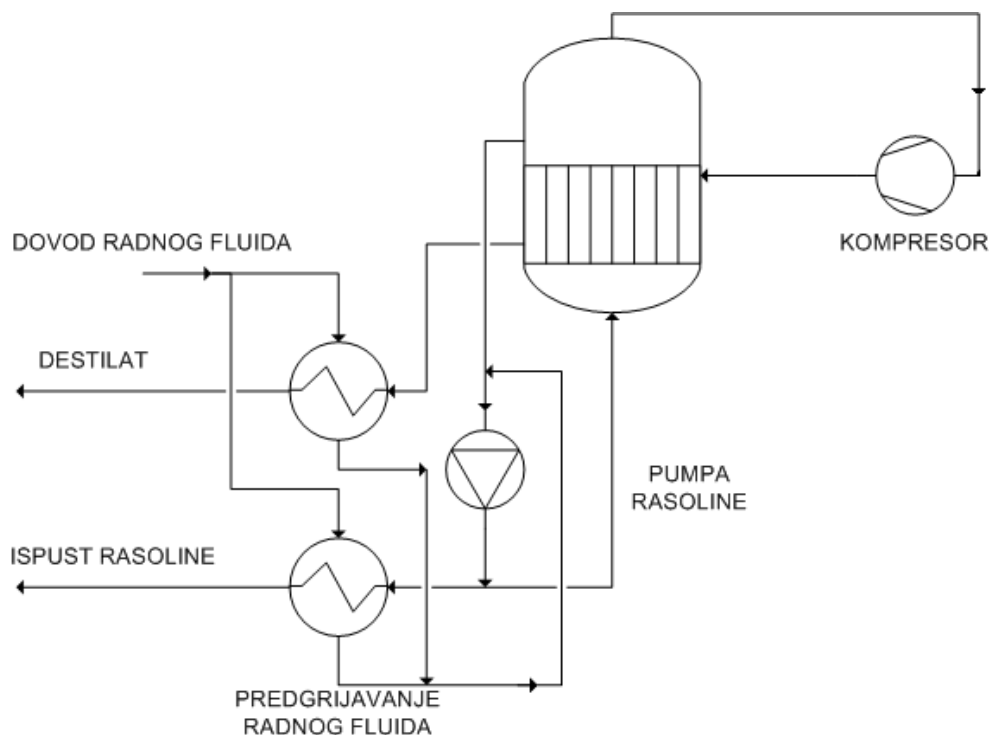 KOMPRESOR
DOVOD RADNOG FLUIDA
DESTILAT
PUMPA
RASOLINE
ISPUST RASOLINE
PREDGRIJAVANJE
RADNOG FLUIDA